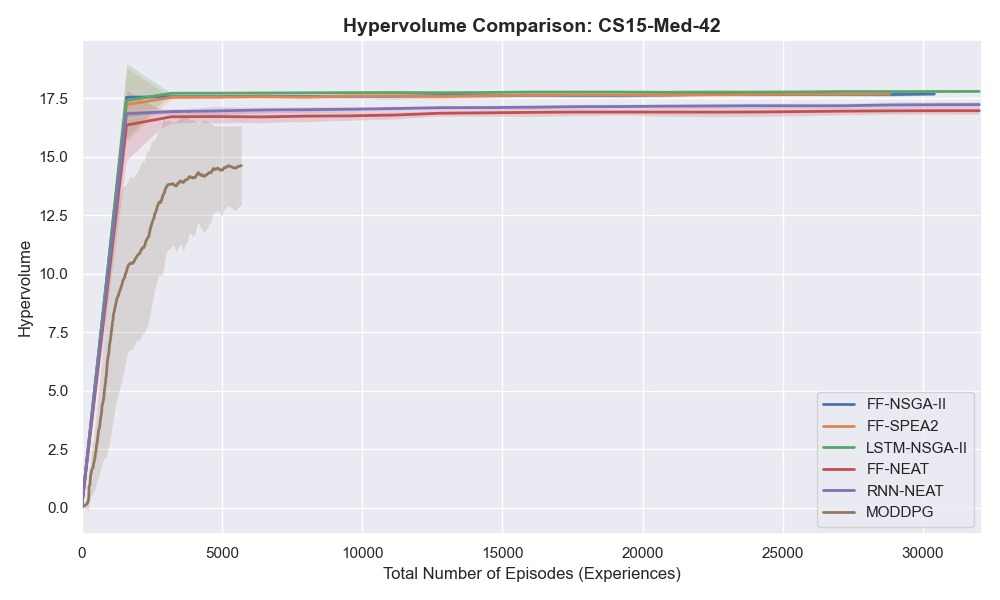 Hypervolume Comparison: CS15-Med-42
Hypervolume
17.5
15.0
12.5
10.0
7.5
5.0
2.5
0.0
0
5000
10000
15000
20000
25000
30000
Total Number of Episodes (Experiences)
FF-NSGA-II
FF-SPEA2
LSTM-NSGA-II
FF-NEAT
RNN-NEAT
MODDPG